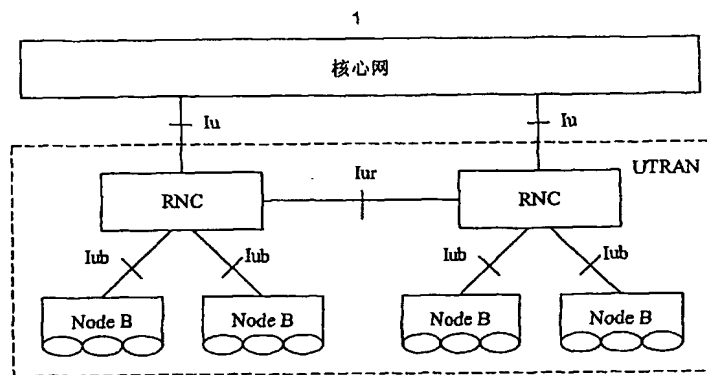 1
核心网
Iu
Iu
UTRAN
RNC
Iur
RNC
Iub
Iub
Iub
Iub
Node B
Node B
Node B
Node B